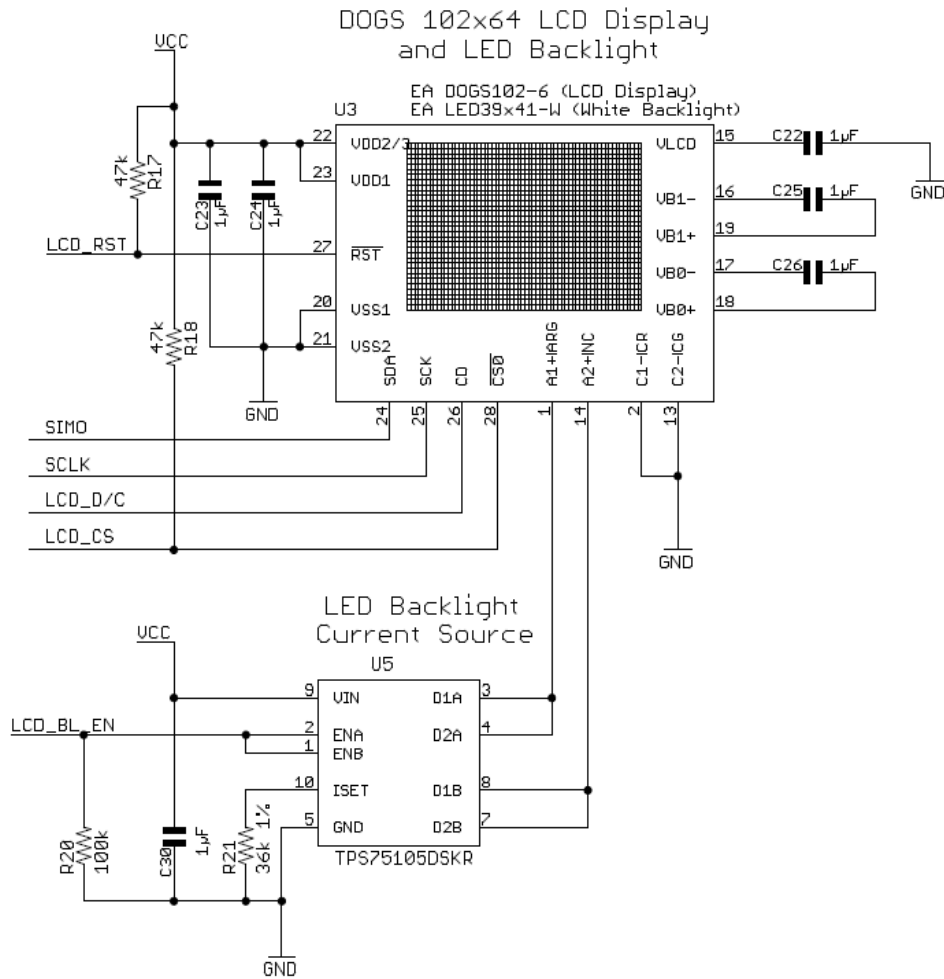 DOGS 102x64 LCD Display
and LED Backlight
VCC
EA DOGS102-6 (LCD Display)
EA LED39x41-W (White Backlight)
U3
22 VDD2/3
23 VDD1
27 RST
20 VSS1
21 VSS2
VLCD 15
VB1- 16
VB1+ 19
VB0- 17
VB0+ 18
C22 1µF
GND
C25 1µF
C26 1µF
47k
R17
C23
1µF
C24
1µF
LCD_RST
47k
R18
GND
SDA
SCK
CD
CS0
A1+IARG
A2+INC
C1-ICR
C2-ICG
24
25
26
28
1
14
2
13
SIMO
SCLK
LCD_D/C
LCD_CS
GND
LED Backlight
Current Source
VCC
U5
9 VIN
LCD_BL_EN
2 ENA
1 ENB
10 ISET
5 GND
D1A 3
D2A 4
D1B 8
D2B 7
TPS75105DSKR
R20
100k
C30
1µF
R21
36k 1%
GND